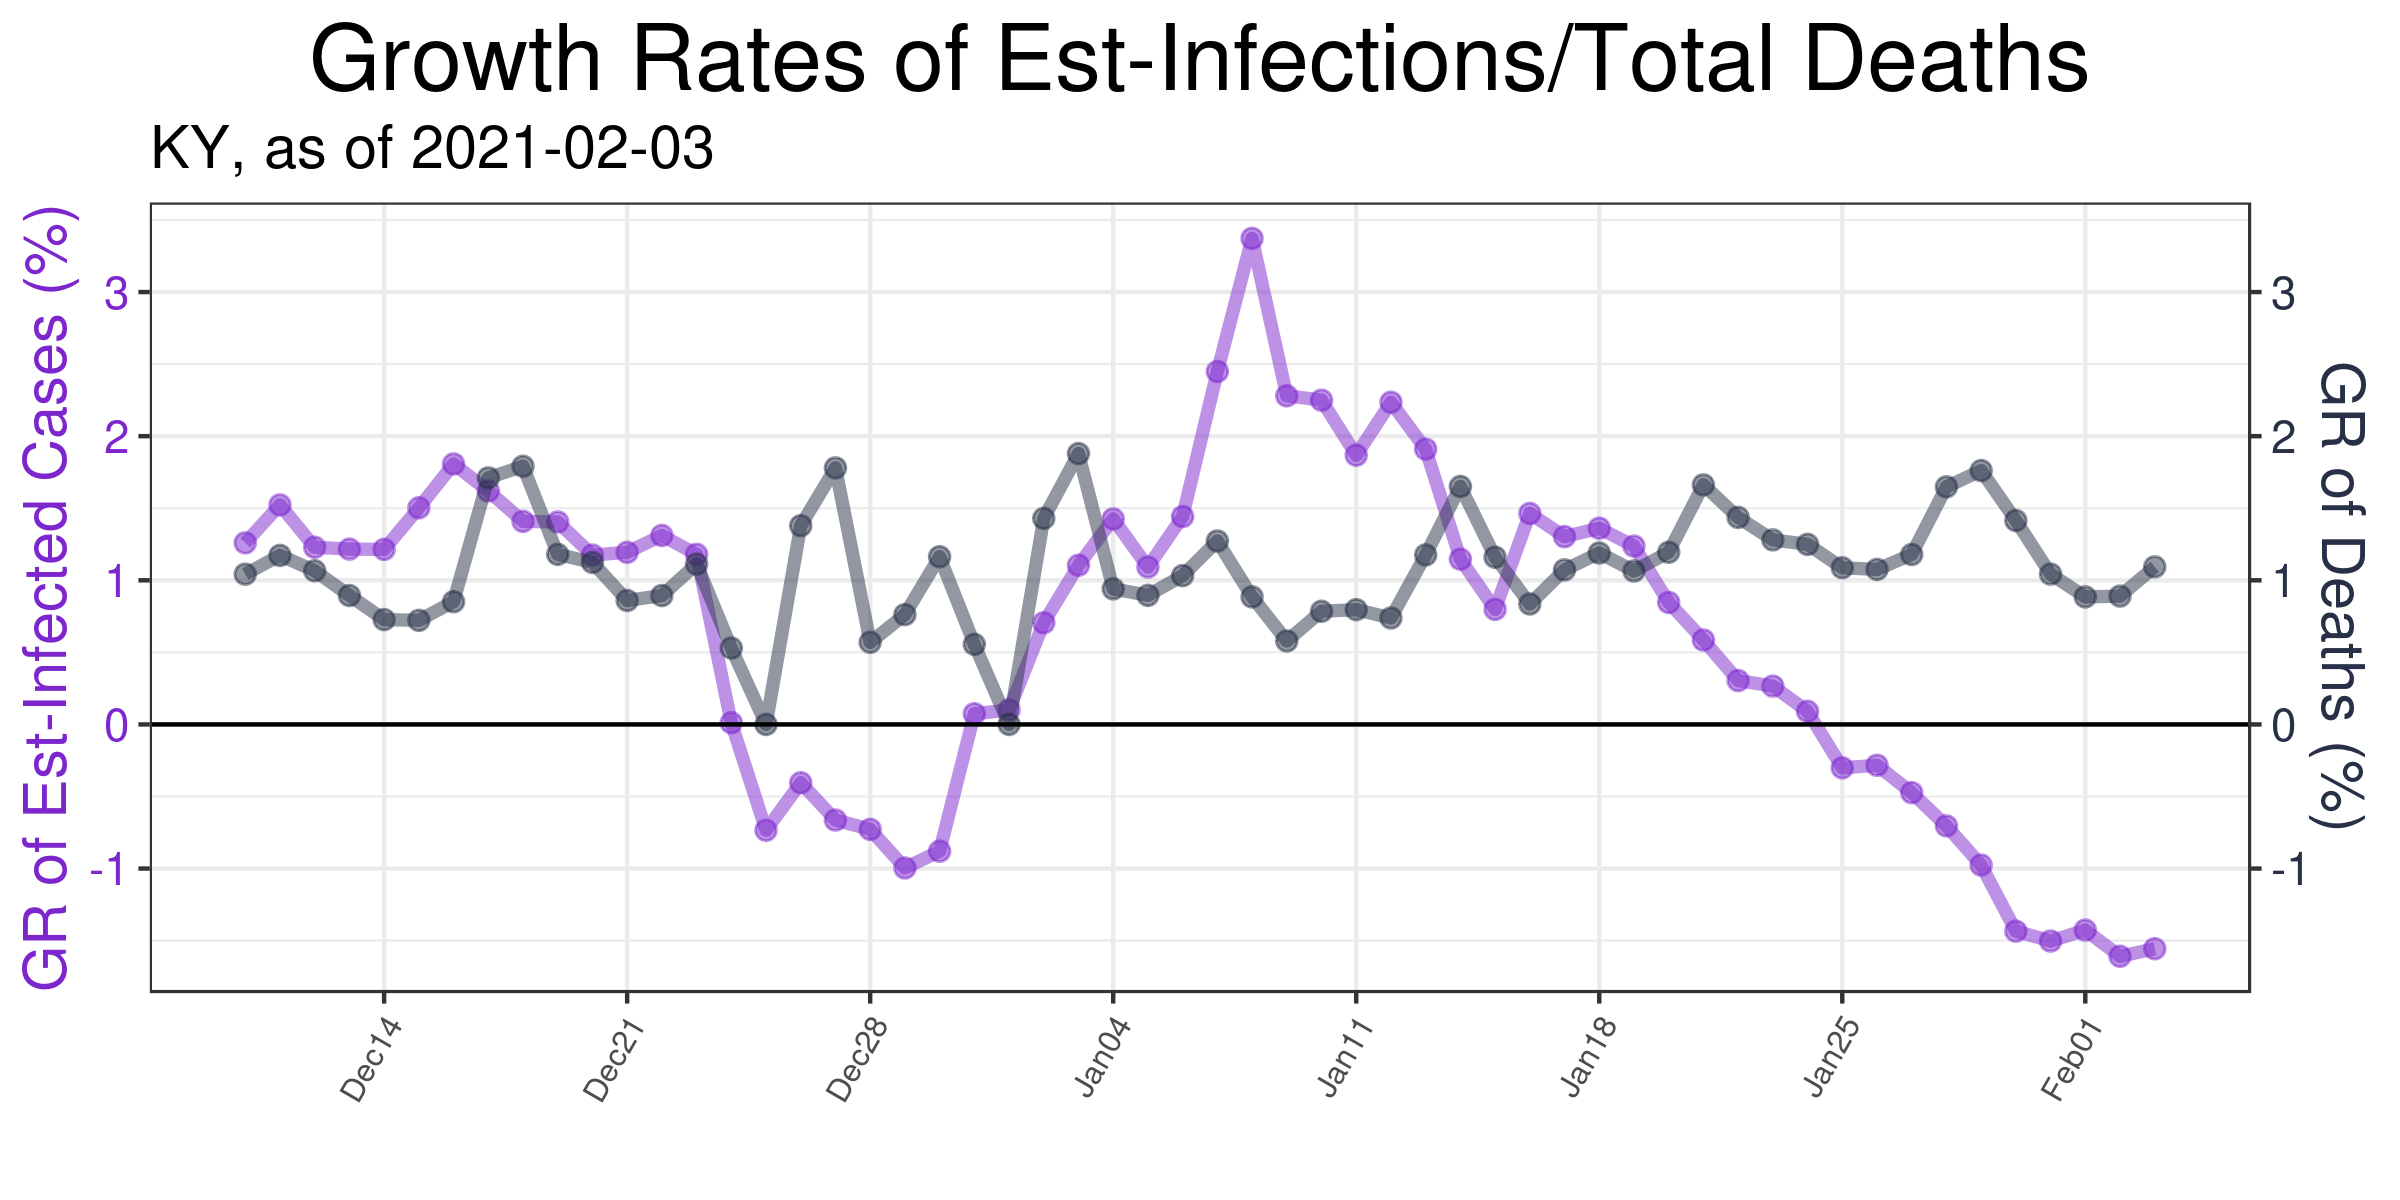 Growth Rates of Est-Infections/Total Deaths
KY, as of 2021-02-03
GR of Est-Infected Cases (%)
3
2
1
0
-1
3
2
1
0
-1
GR of Deaths (%)
Dec14
Dec21
Dec28
Jan04
Jan11
Jan18
Jan25
Feb01